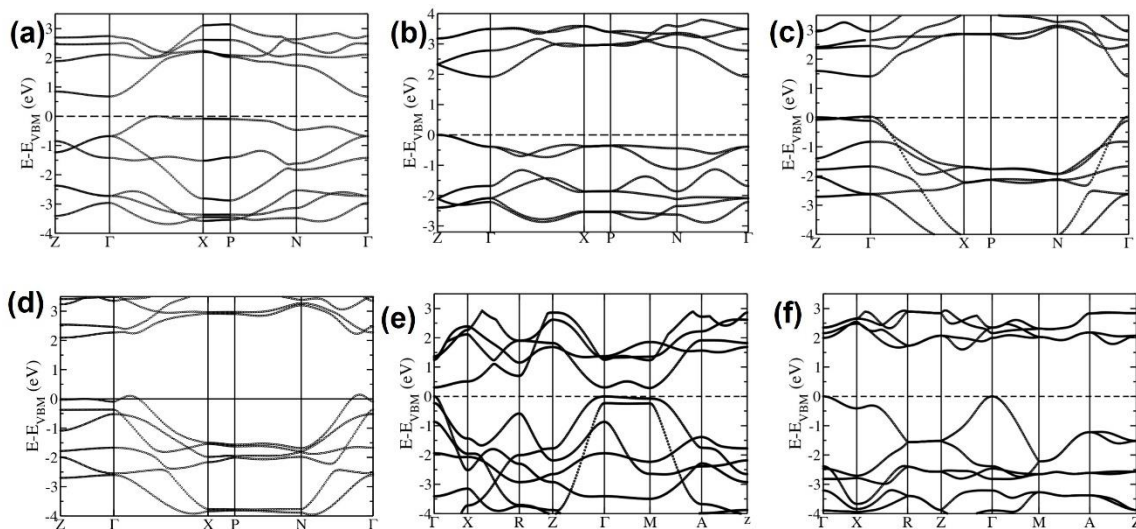 (a)
E-E_VBM (eV)
3
2
1
0
-1
-2
-3
-4
Z Γ X P N Γ
(b)
E-E_VBM (eV)
4
3
2
1
0
-1
-2
-3
Z Γ X P N Γ
(c)
E-E_VBM (eV)
3
2
1
0
-1
-2
-3
-4
Z Γ X P N Γ
(d)
E-E_VBM (eV)
3
2
1
0
-1
-2
-3
-4
Z Γ X P N Γ
(e)
E-E_VBM (eV)
3
2
1
0
-1
-2
-3
-4
Γ X R Z Γ M A z
(f)
E-E_VBM (eV)
3
2
1
0
-1
-2
-3
-4
Γ X R Z Γ M A Z